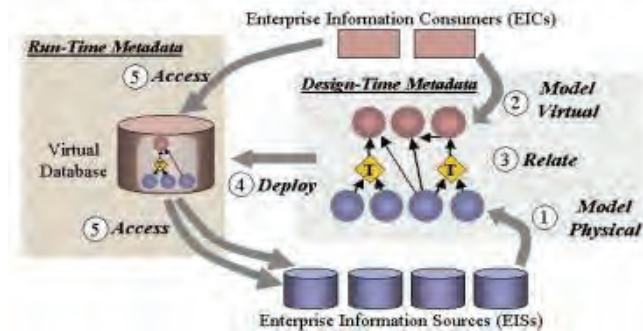 Enterprise Information Consumers (EICs)
Run-Time Metadata
5 Access
Design-Time Metadata
2 Model
Virtual
Virtual
Database
T
T
3 Relate
4 Deploy
T
1 Model
Physical
5 Access
Enterprise Information Sources (EISs)